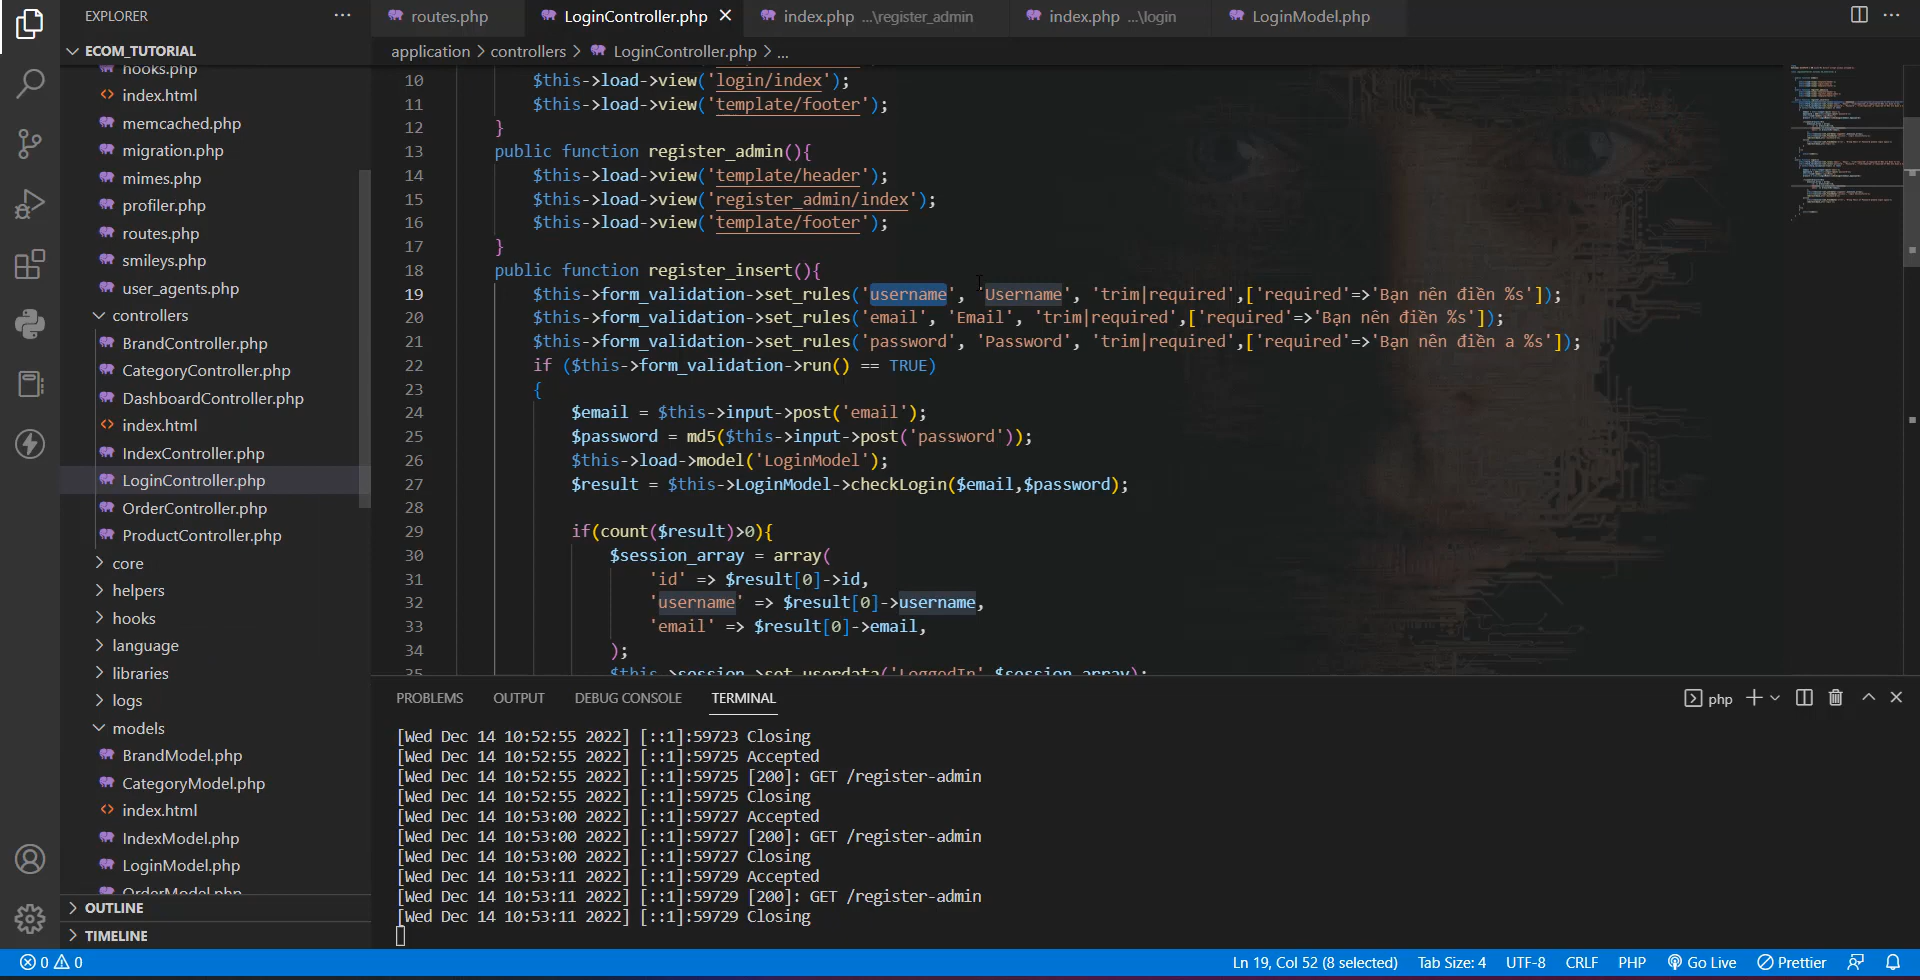 EXPLORER
ECOM_TUTORIAL
hooks.php
index.html
memcached.php
migration.php
mimes.php
profiler.php
routes.php
smileys.php
user_agents.php
controllers
BrandController.php
CategoryController.php
DashboardController.php
index.html
IndexController.php
LoginController.php
OrderController.php
ProductController.php
core
helpers
hooks
language
libraries
logs
models
BrandModel.php
CategoryModel.php
index.html
IndexModel.php
LoginModel.php
OrderModel.php
OUTLINE
TIMELINE
routes.php LoginController.php index.php ...\register_admin index.php ...\login LoginModel.php
application > controllers > LoginController.php > ...
10 $this->load->view('login/index');
11 $this->load->view('template/footer');
12 }
13 public function register_admin(){
14 $this->load->view('template/header');
15 $this->load->view('register_admin/index');
16 $this->load->view('template/footer');
17 }
18 public function register_insert(){
19 $this->form_validation->set_rules('username', 'Username', 'trim|required',['required'=>'Bạn nên điền %s']);
20 $this->form_validation->set_rules('email', 'Email', 'trim|required',['required'=>'Bạn nên điền %s']);
21 $this->form_validation->set_rules('password', 'Password', 'trim|required',['required'=>'Bạn nên điền a %s']);
22 if ($this->form_validation->run() == TRUE)
23 {
24 $email = $this->input->post('email');
25 $password = md5($this->input->post('password'));
26 $this->load->model('LoginModel');
27 $result = $this->LoginModel->checkLogin($email,$password);
28
29 if(count($result)>0){
30 $session_array = array(
31 'id' => $result[0]->id,
32 'username' => $result[0]->username,
33 'email' => $result[0]->email,
34 );
35 $this->session->set_userdata('LoggedIn',$session_array);
PROBLEMS OUTPUT DEBUG CONSOLE TERMINAL php
[Wed Dec 14 10:52:55 2022] [::1]:59723 Closing
[Wed Dec 14 10:52:55 2022] [::1]:59725 Accepted
[Wed Dec 14 10:52:55 2022] [::1]:59725 [200]: GET /register-admin
[Wed Dec 14 10:52:55 2022] [::1]:59725 Closing
[Wed Dec 14 10:53:00 2022] [::1]:59727 Accepted
[Wed Dec 14 10:53:00 2022] [::1]:59727 [200]: GET /register-admin
[Wed Dec 14 10:53:00 2022] [::1]:59727 Closing
[Wed Dec 14 10:53:11 2022] [::1]:59729 Accepted
[Wed Dec 14 10:53:11 2022] [::1]:59729 [200]: GET /register-admin
[Wed Dec 14 10:53:11 2022] [::1]:59729 Closing
0 0 Ln 19, Col 52 (8 selected) Tab Size: 4 UTF-8 CRLF PHP Go Live Prettier